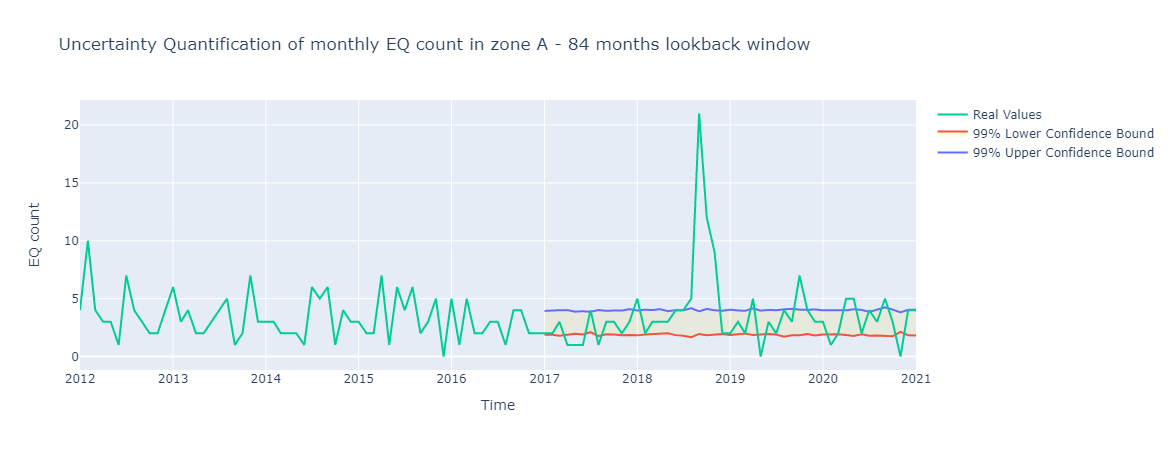 Uncertainty Quantification of monthly EQ count in zone A - 84 months lookback window
Real Values
99% Lower Confidence Bound
99% Upper Confidence Bound
20
15
10
5
0
EQ count
2012 2013 2014 2015 2016 2017 2018 2019 2020 2021
Time